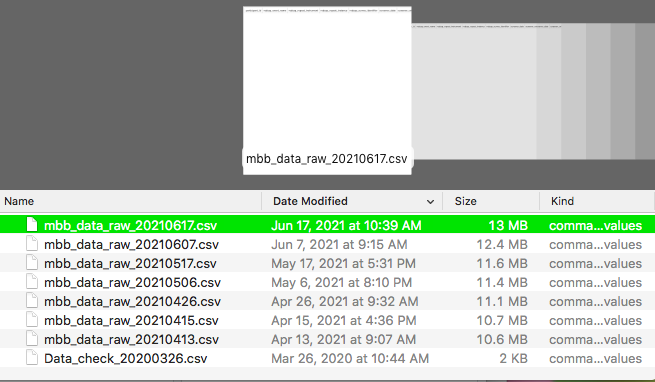 mbb_data_raw_20210617.csv
Name Date Modified Size Kind
mbb_data_raw_20210617.csv Jun 17, 2021 at 10:39 AM 13 MB comma...values
mbb_data_raw_20210607.csv Jun 7, 2021 at 9:15 AM 12.4 MB comma...values
mbb_data_raw_20210517.csv May 17, 2021 at 5:31 PM 11.6 MB comma...values
mbb_data_raw_20210506.csv May 6, 2021 at 8:10 PM 11.4 MB comma...values
mbb_data_raw_20210426.csv Apr 26, 2021 at 9:32 AM 11.1 MB comma...values
mbb_data_raw_20210415.csv Apr 15, 2021 at 4:36 PM 10.7 MB comma...values
mbb_data_raw_20210413.csv Apr 13, 2021 at 9:07 AM 10.6 MB comma...values
Data_check_20200326.csv Mar 26, 2020 at 10:44 AM 2 KB comma...values